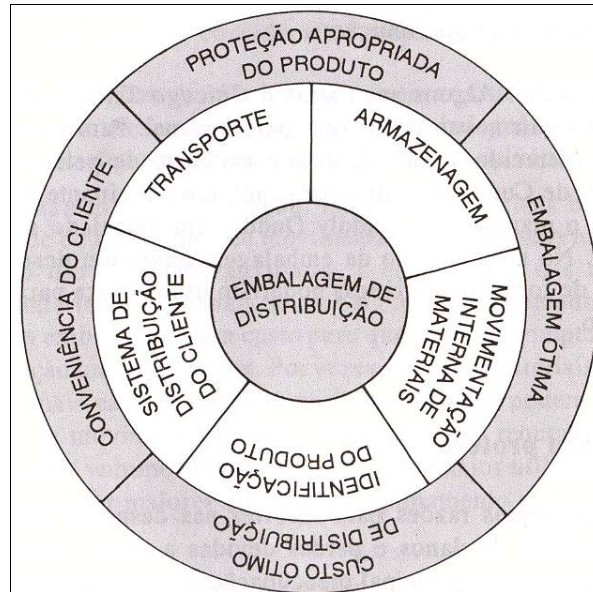 PROTEÇÃO APROPRIADA
DO PRODUTO
EMBALAGEM ÓTIMA
CUSTO ÓTIMO
DE DISTRIBUIÇÃO
CONVENIÊNCIA DO CLIENTE
TRANSPORTE
ARMAZENAGEM
MOVIMENTAÇÃO
INTERNA DE
MATERIAIS
IDENTIFICAÇÃO
DO PRODUTO
SISTEMA DE
DISTRIBUIÇÃO
DO CLIENTE
EMBALAGEM DE
DISTRIBUIÇÃO